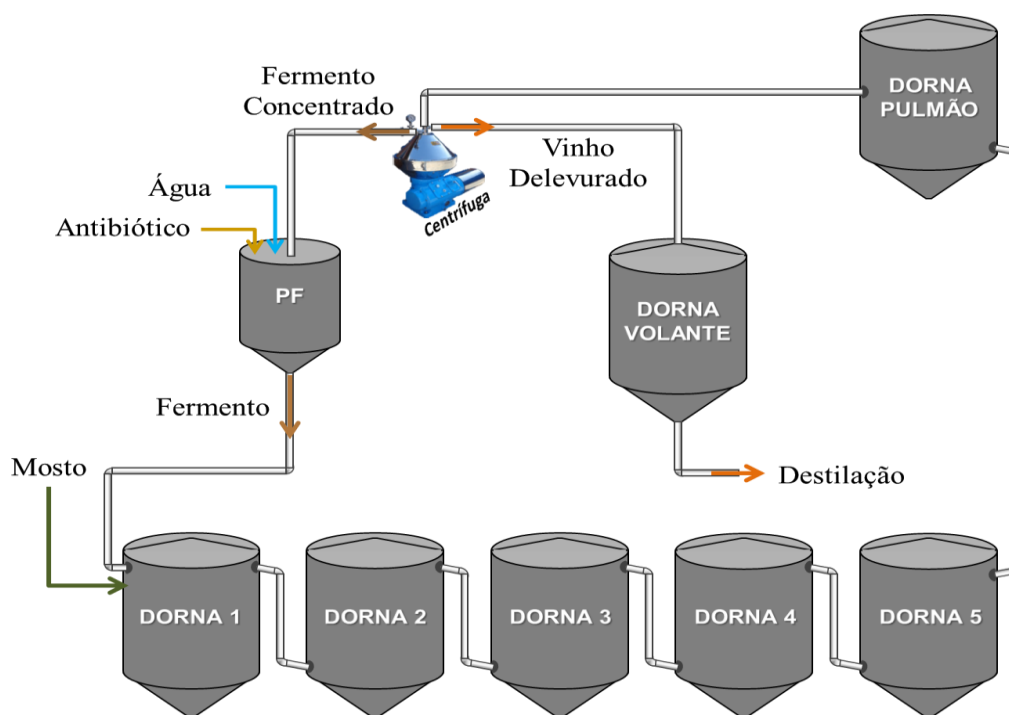 Fermento
Concentrado
DORNA
PULMÃO
Vinho
Delevurado
Centrífuga
Água
Antibiótico
PF
DORNA
VOLANTE
Fermento
Mosto
Destilação
DORNA 1
DORNA 2
DORNA 3
DORNA 4
DORNA 5